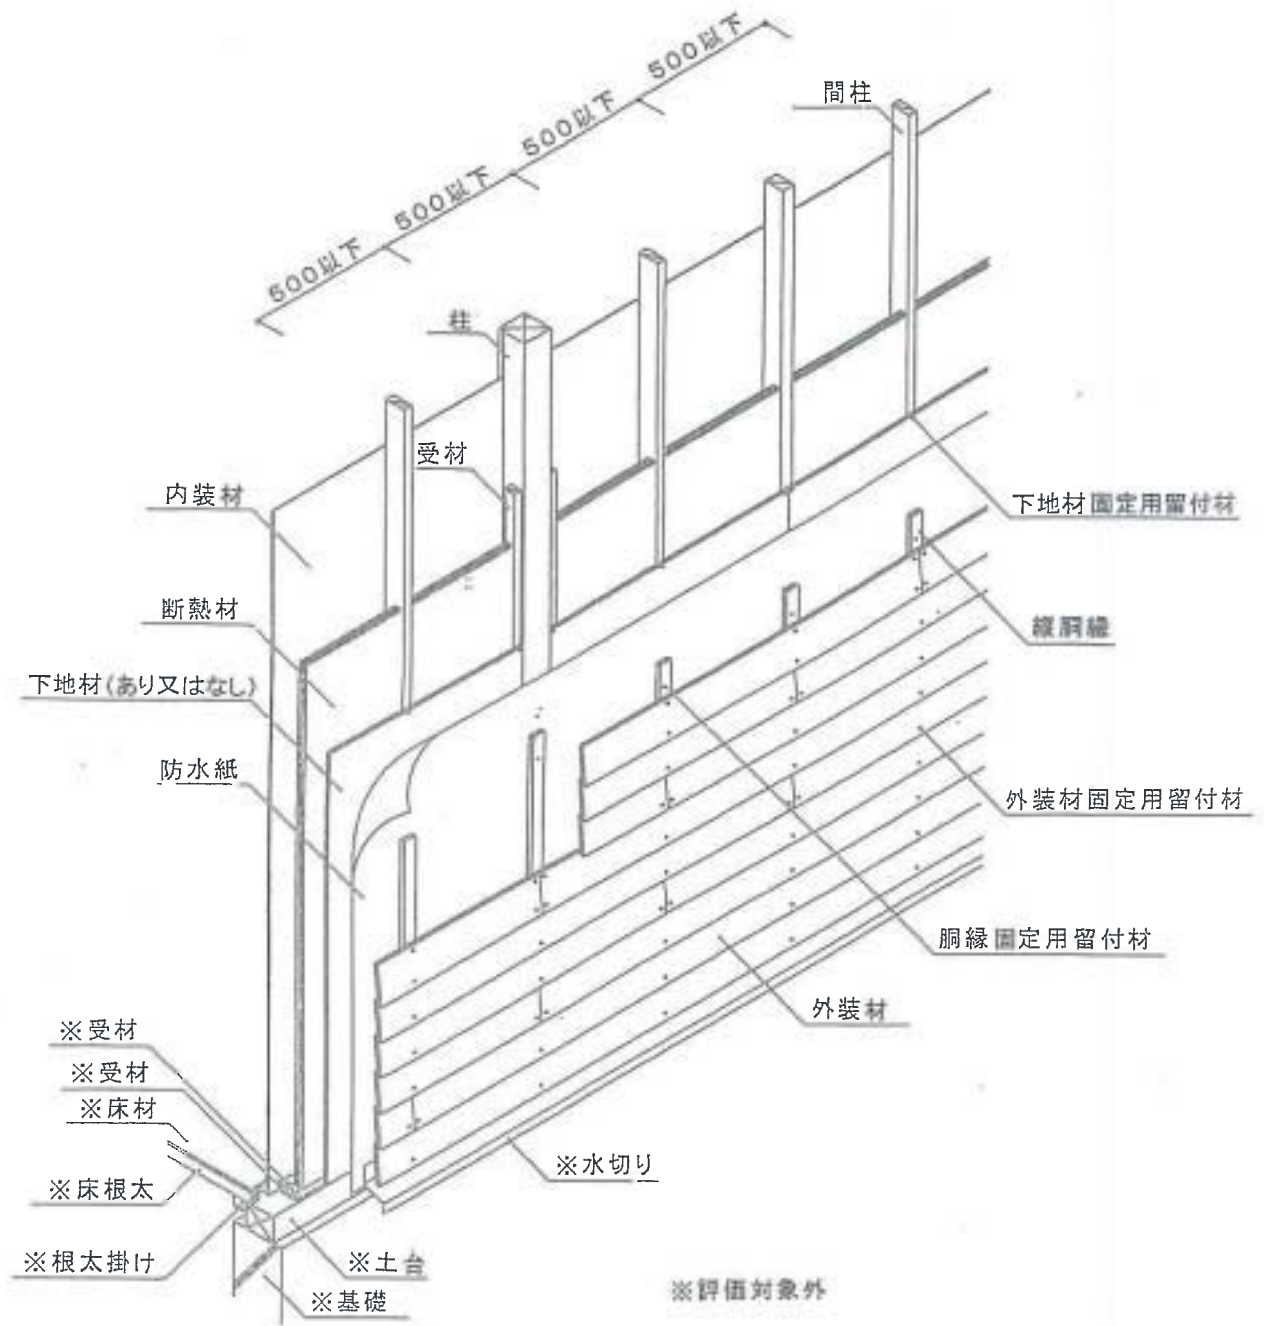 500以下
500以下
500以下
500以下
間柱
柱
受材
内装材
下地材固定用留付材
断熱材
縦胴縁
下地材(あり又はなし)
防水紙
外装材固定用留付材
胴縁固定用留付材
外装材
※受材
※受材
※床材
※水切り
※床根太
※根太掛け
※土台
※基礎
※評価対象外